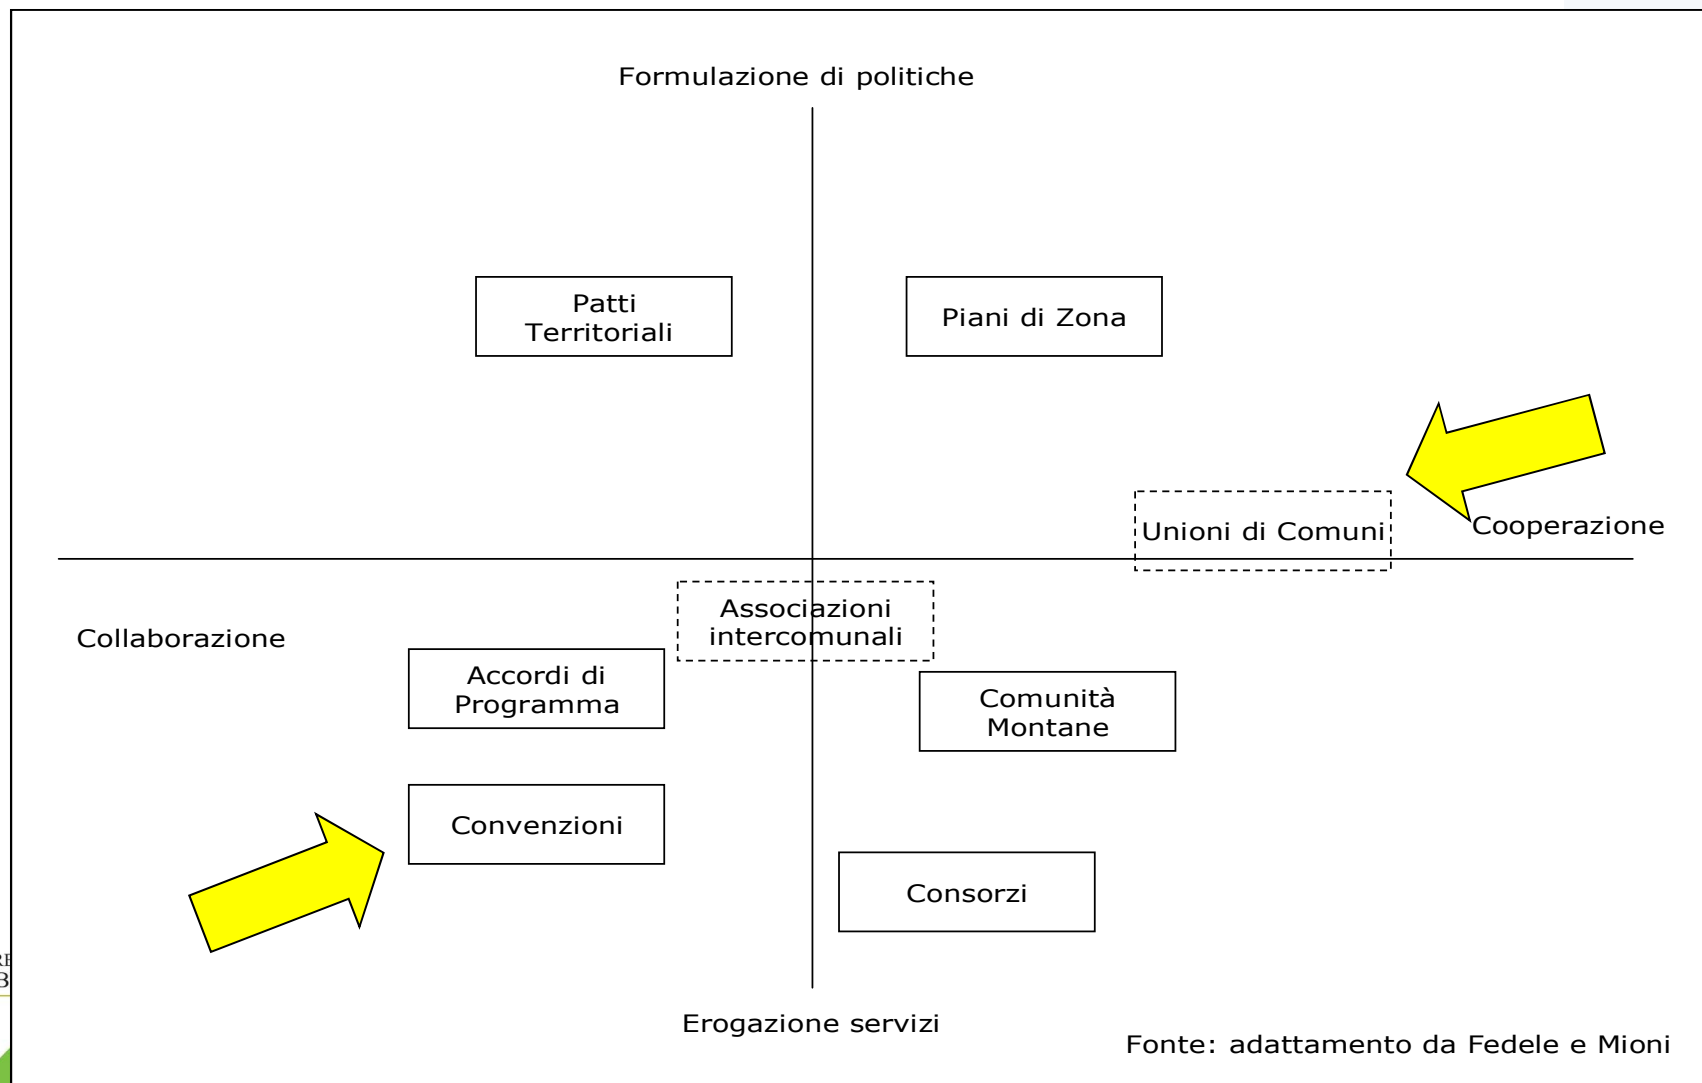 Formulazione di politiche
Patti
Territoriali
Piani di Zona
Unioni di Comuni
Cooperazione
Associazioni
intercomunali
Collaborazione
Accordi di
Programma
Comunità
Montane
Convenzioni
Consorzi
Erogazione servizi
Fonte: adattamento da Fedele e Mioni